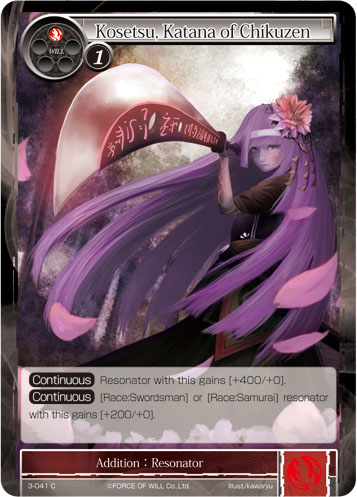 Kosetsu, Katana of Chikuzen
WILL
1
Continuous Resonator with this gains [+400/+0].
Continuous [Race:Swordsman] or [Race:Samurai] resonator
with this gains [+200/+0].
Addition : Resonator
3-041 C ©FORCE OF WILL Co.,Ltd. Illust/kawaryu